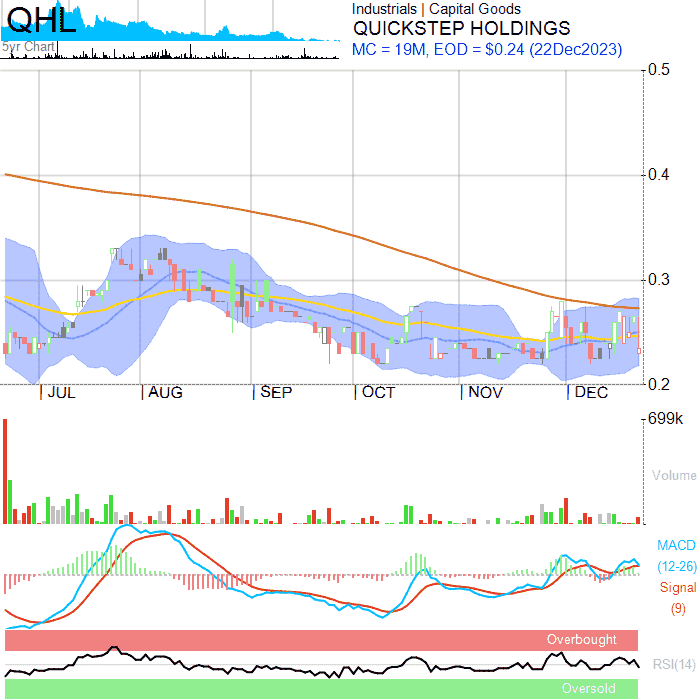 QHL
5yr Chart
Industrials | Capital Goods
QUICKSTEP HOLDINGS
MC = 19M, EOD = $0.24 (22Dec2023)
0.5
0.4
0.3
0.2
JUL AUG SEP OCT NOV DEC
699k
Volume
MACD
(12-26)
Signal
(9)
Overbought
RSI(14)
Oversold